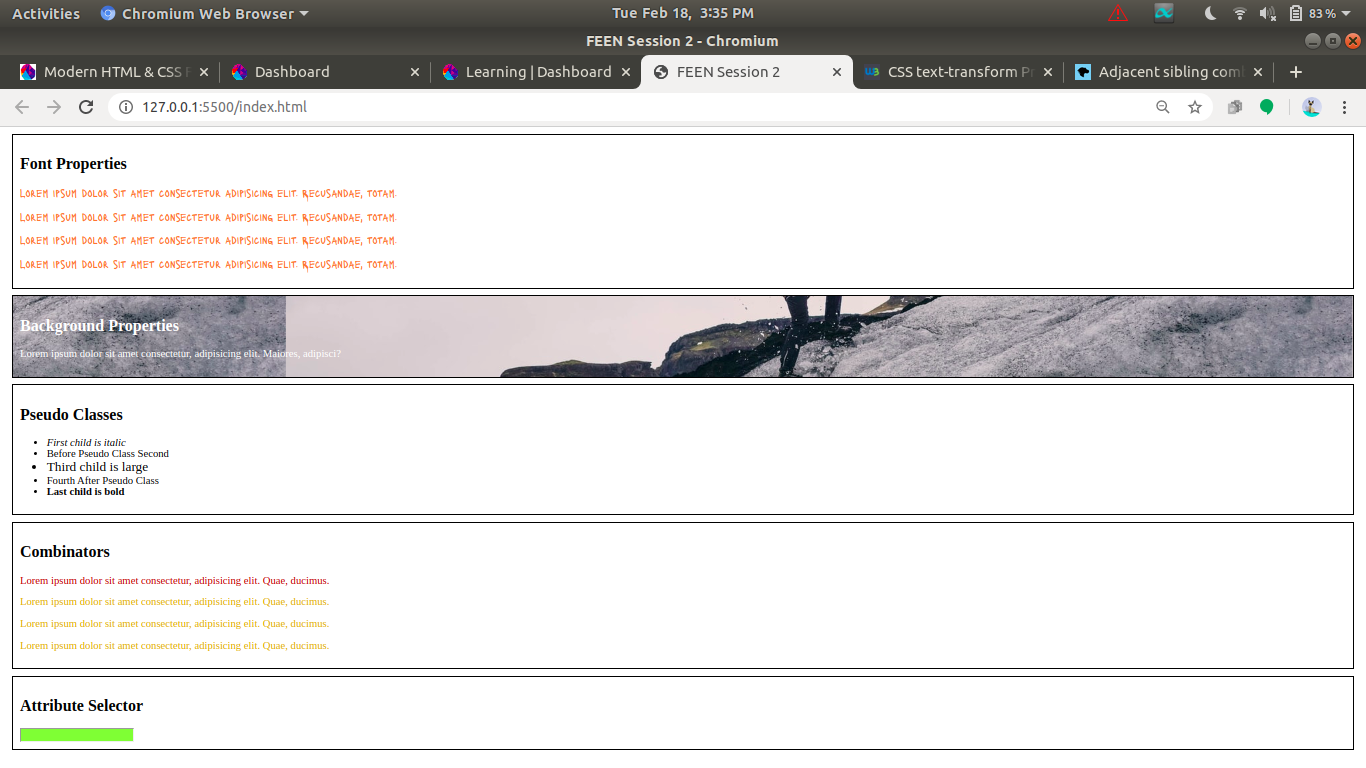 Activities Chromium Web Browser Tue Feb 18, 3:35 PM 83 %
FEEN Session 2 - Chromium
Modern HTML & CSS Dashboard Learning | Dashboard FEEN Session 2 CSS text-transform Adjacent sibling
127.0.0.1:5500/index.html
Font Properties
Lorem ipsum dolor sit amet consectetur adipisicing elit. Recusandae, totam.
Lorem ipsum dolor sit amet consectetur adipisicing elit. Recusandae, totam.
Lorem ipsum dolor sit amet consectetur adipisicing elit. Recusandae, totam.
Lorem ipsum dolor sit amet consectetur adipisicing elit. Recusandae, totam.
Background Properties
Lorem ipsum dolor sit amet consectetur, adipisicing elit. Maiores, adipisci?
Pseudo Classes
• First child is italic
• Before Pseudo Class Second
• Third child is large
• Fourth After Pseudo Class
• Last child is bold
Combinators
Lorem ipsum dolor sit amet consectetur, adipisicing elit. Quae, ducimus.
Lorem ipsum dolor sit amet consectetur, adipisicing elit. Quae, ducimus.
Lorem ipsum dolor sit amet consectetur, adipisicing elit. Quae, ducimus.
Lorem ipsum dolor sit amet consectetur, adipisicing elit. Quae, ducimus.
Attribute Selector